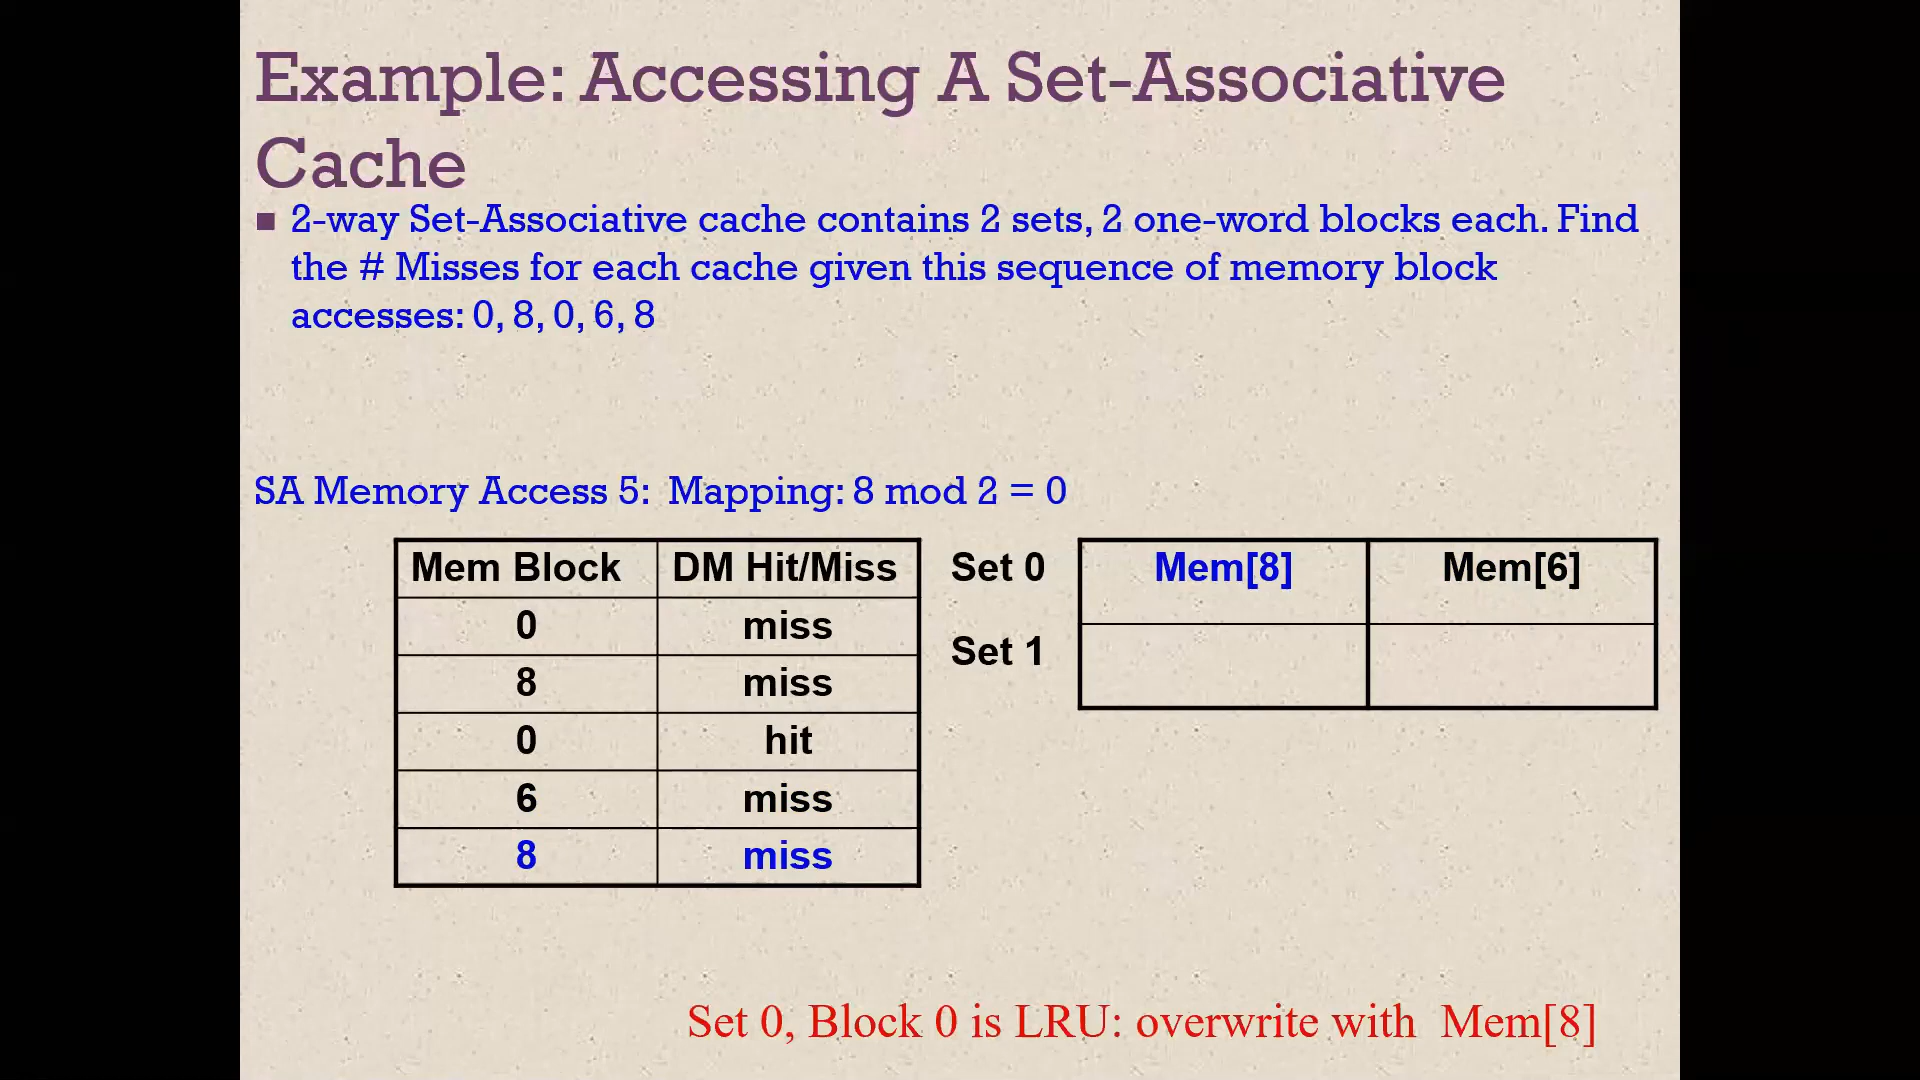 Example: Accessing A Set-Associative
Cache
■ 2-way Set-Associative cache contains 2 sets, 2 one-word blocks each. Find
the # Misses for each cache given this sequence of memory block
accesses: 0, 8, 0, 6, 8
SA Memory Access 5: Mapping: 8 mod 2 = 0
Mem Block DM Hit/Miss
0 miss
8 miss
0 hit
6 miss
8 miss
Set 0 Mem[8] Mem[6]
Set 1
Set 0, Block 0 is LRU: overwrite with Mem[8]